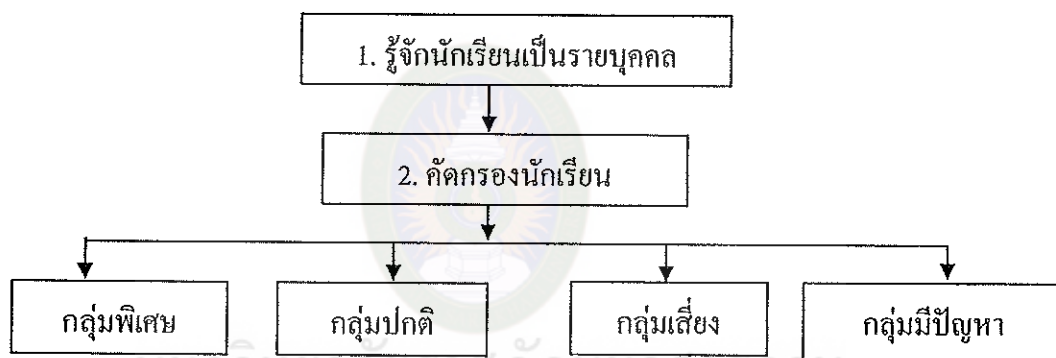 1. รู้จักนักเรียนเป็นรายบุคคล
2. คัดกรองนักเรียน
กลุ่มพิเศษ
กลุ่มปกติ
กลุ่มเสี่ยง
กลุ่มมีปัญหา